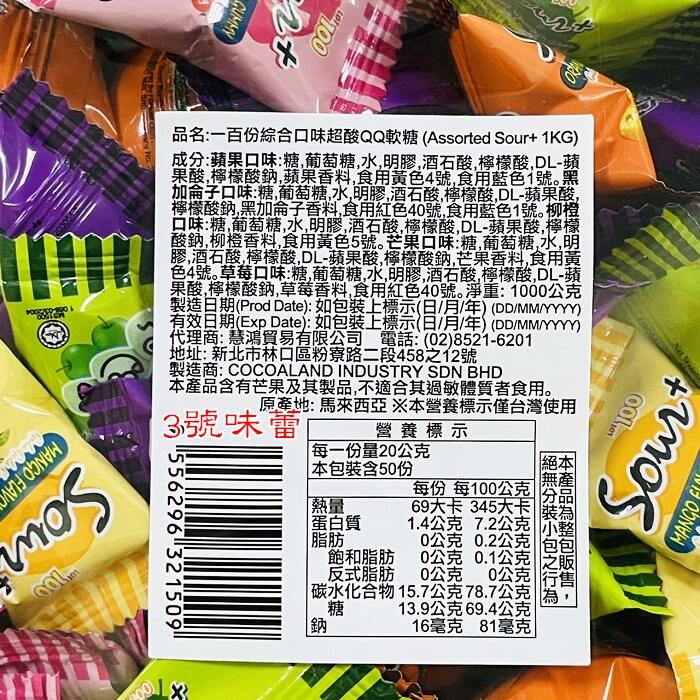 Sour+
100
品名:一百份綜合口味超酸QQ軟糖 (Assorted Sour+ 1KG)
成分:蘋果口味:糖,葡萄糖,水,明膠,酒石酸,檸檬酸,DL-蘋
果酸,檸檬酸鈉,蘋果香料,食用黃色4號,食用藍色1號。黑
加侖子口味:糖,葡萄糖,水,明膠,酒石酸,檸檬酸,DL-蘋果酸,
檸檬酸鈉,黑加侖子香料,食用紅色40號,食用藍色1號。柳橙
口味:糖,葡萄糖,水,明膠,酒石酸,檸檬酸,DL-蘋果酸,檸檬
酸鈉,柳橙香料,食用黃色5號。芒果口味:糖,葡萄糖,水,明
膠,酒石酸,檸檬酸,DL-蘋果酸,檸檬酸鈉,芒果香料,食用黃
色4號。草莓口味:糖,葡萄糖,水,明膠,酒石酸,檸檬酸,DL-蘋
果酸,檸檬酸鈉,草莓香料,食用紅色40號。淨重: 1000公克
製造日期(Prod Date): 如包裝上標示(日/月/年) (DD/MM/YYYY)
有效日期(Exp Date): 如包裝上標示(日/月/年) (DD/MM/YYYY)
代理商: 慧鴻貿易有限公司 電話: (02)8521-6201
地址: 新北市林口區粉寮路二段458之12號
製造商: COCOALAND INDUSTRY SDN BHD
本產品含有芒果及其製品,不適合其過敏體質者食用。
原產地: 馬來西亞 ※本營養標示僅台灣使用
3號味蕾
營養標示
每一份量20公克
本包裝含50份
每份 每100公克
熱量 69大卡 345大卡
蛋白質 1.4公克 7.2公克
脂肪 0公克 0.2公克
飽和脂肪 0公克 0.1公克
反式脂肪 0公克 0公克
碳水化合物 15.7公克 78.7公克
糖 13.9公克 69.4公克
鈉 16毫克 81毫克
本產品為整包販售,
絕無分裝小包之行為,
556296 321509
MS1500
MANGO FLAVO
Sour+
100
Sour+
100
MANGO FLAV